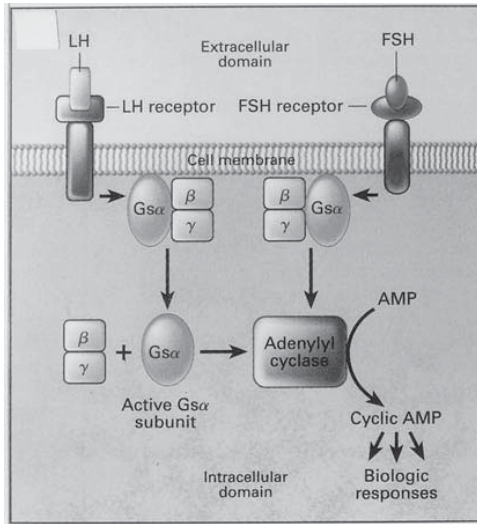 LH
Extracellular
domain
FSH
LH receptor
FSH receptor
Cell membrane
Gsα
β
γ
β
γ
Gsα
β
γ
+
Gsα
Adenylyl
cyclase
AMP
Active Gsα
subunit
Cyclic AMP
Intracellular
domain
Biologic
responses